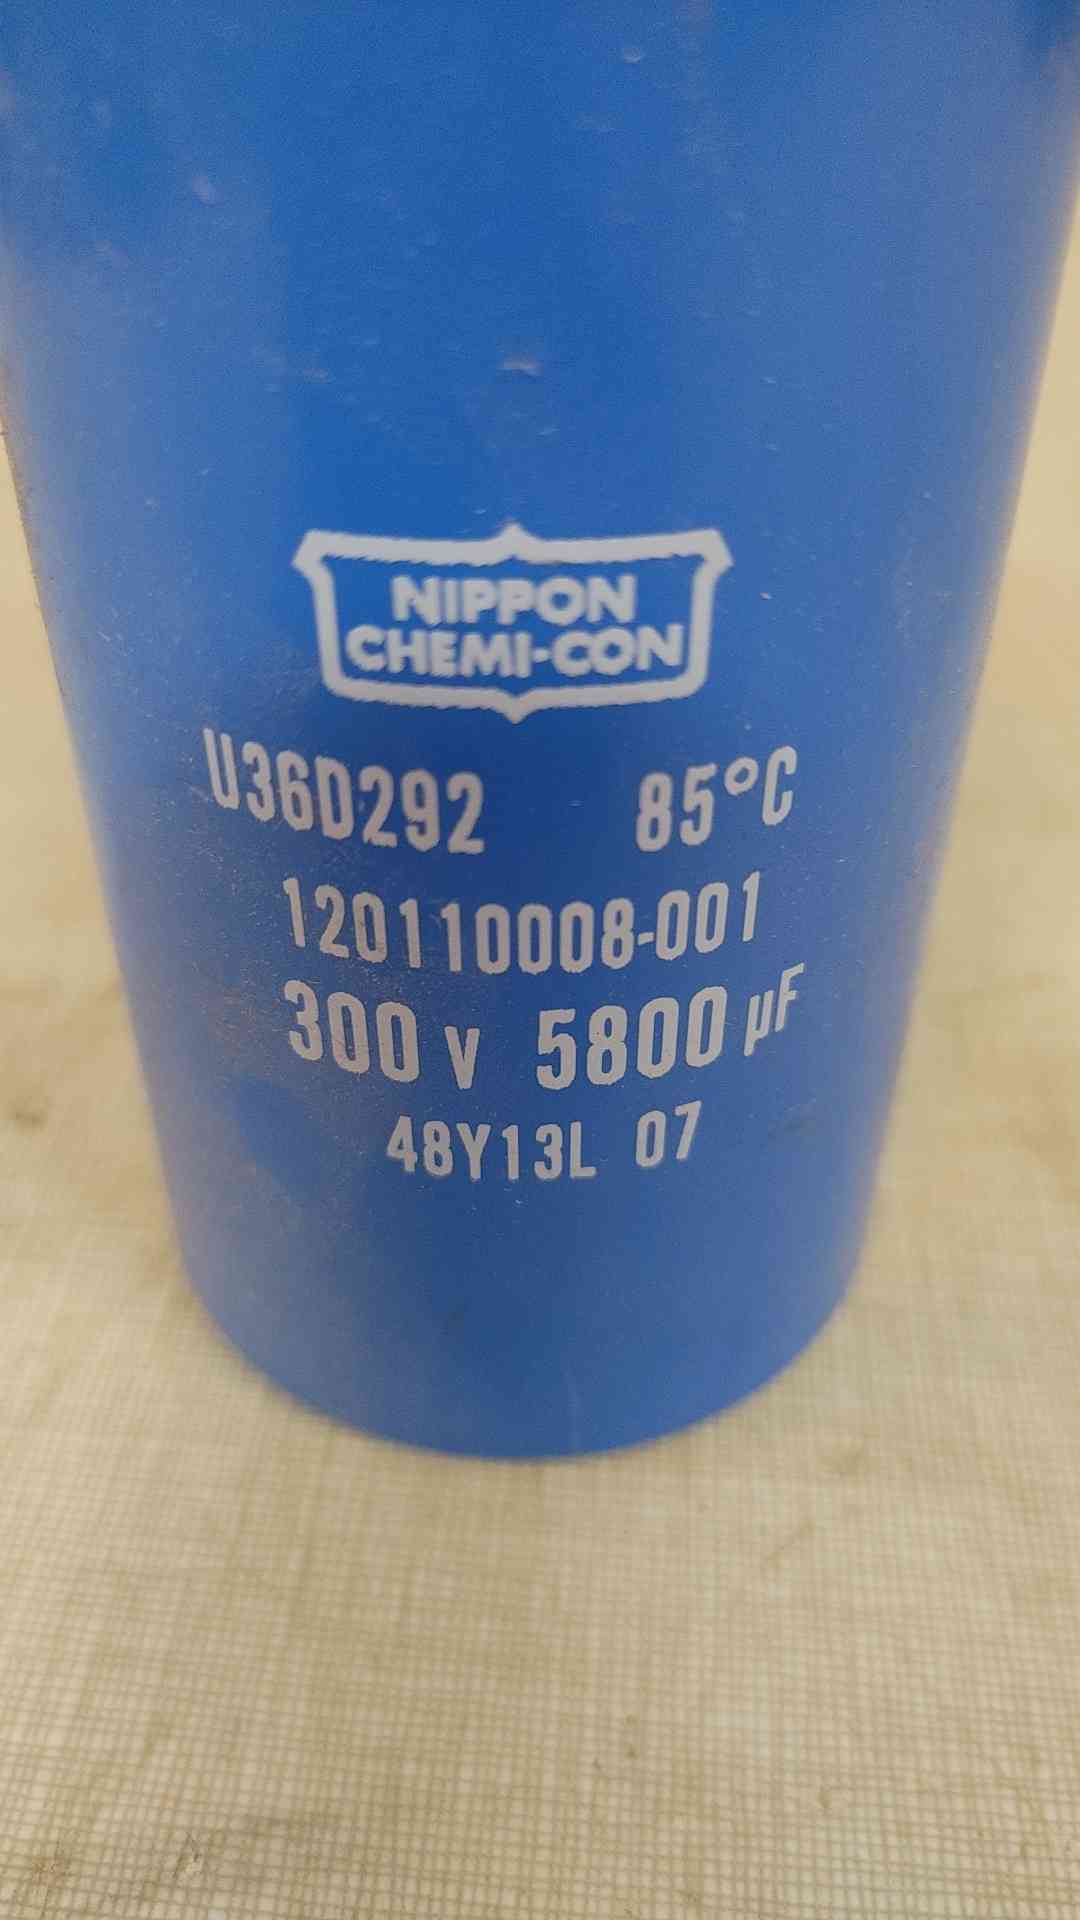 NIPPON
CHEMI-CON
U36D292 85°C
120110008-001
300 v 5800 µF
48Y13L 07